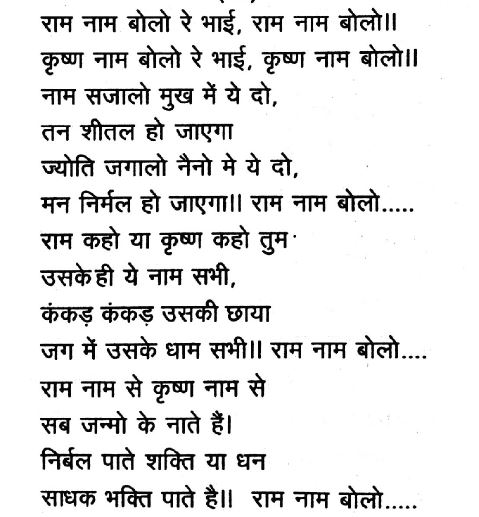 राम नाम बोलो रे भाई, राम नाम बोलो॥
कृष्ण नाम बोलो रे भाई, कृष्ण नाम बोलो॥
नाम सजालो मुख में ये दो,
तन शीतल हो जाएगा
ज्योति जगालो नैनो मे ये दो,
मन निर्मल हो जाएगा॥ राम नाम बोलो.....
राम कहो या कृष्ण कहो तुम
उसके ही ये नाम सभी,
कंकड़ कंकड़ उसकी छाया
जग में उसके धाम सभी॥ राम नाम बोलो....
राम नाम से कृष्ण नाम से
सब जन्मो के नाते हैं।
निर्बल पाते शक्ति या धन
साधक भक्ति पाते है॥ राम नाम बोलो.....